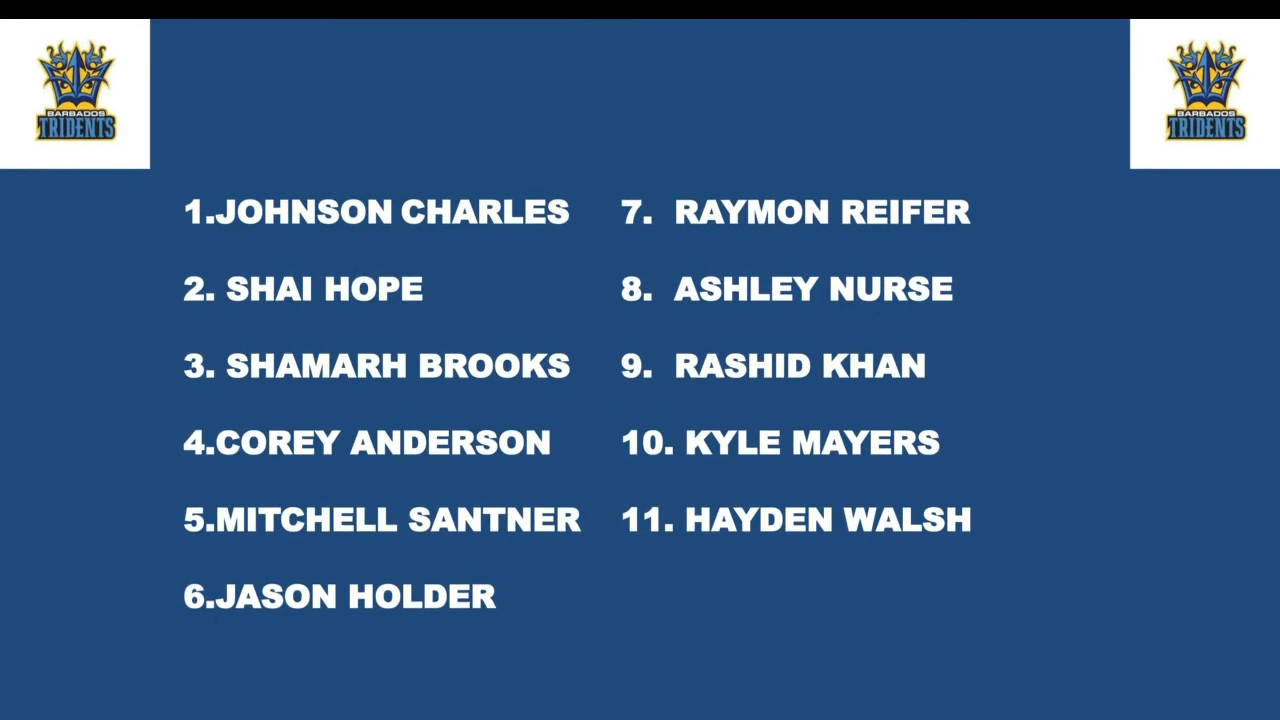 BARBADOS
TRIDENTS
BARBADOS
TRIDENTS
1.JOHNSON CHARLES
2. SHAI HOPE
3. SHAMARH BROOKS
4.COREY ANDERSON
5.MITCHELL SANTNER
6.JASON HOLDER
7. RAYMON REIFER
8. ASHLEY NURSE
9. RASHID KHAN
10. KYLE MAYERS
11. HAYDEN WALSH